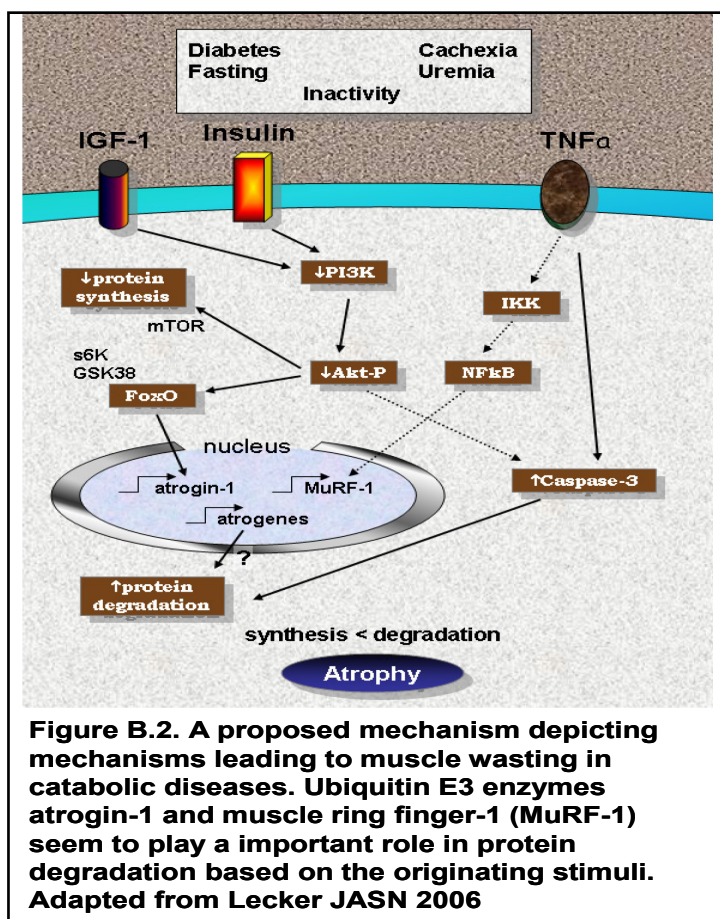 Diabetes Cachexia
Fasting Uremia
Inactivity
IGF-1 Insulin TNFα
↓protein
synthesis
↓PI3K
IKK
mTOR
s6K
GSK38
FoxO
↓Akt-P
NFkB
nucleus
atrogin-1
MuRF-1
atrogenes
↑Caspase-3
?
↑protein
degradation
synthesis < degradation
Atrophy
Figure B.2. A proposed mechanism depicting
mechanisms leading to muscle wasting in
catabolic diseases. Ubiquitin E3 enzymes
atrogin-1 and muscle ring finger-1 (MuRF-1)
seem to play a important role in protein
degradation based on the originating stimuli.
Adapted from Lecker JASN 2006